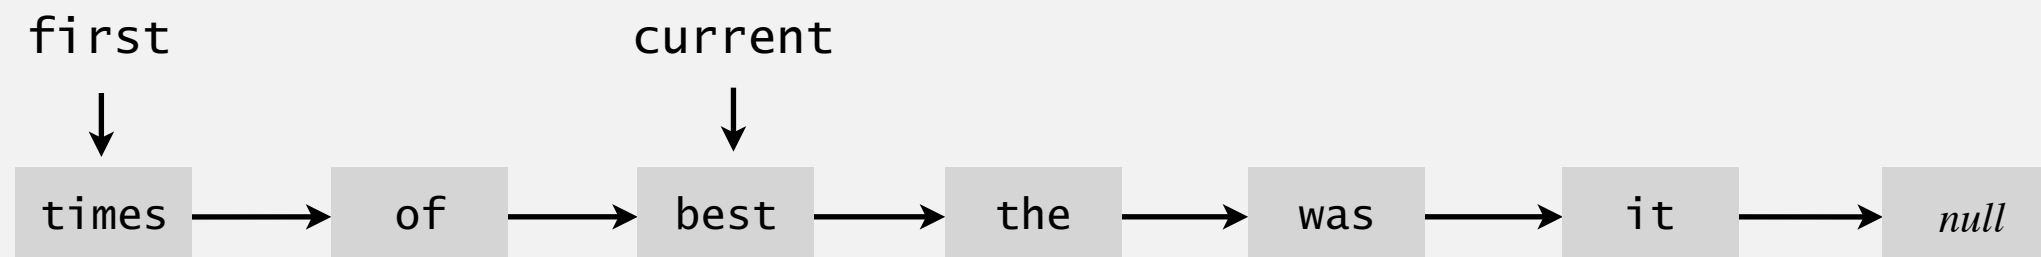 first current
times of best the was it null